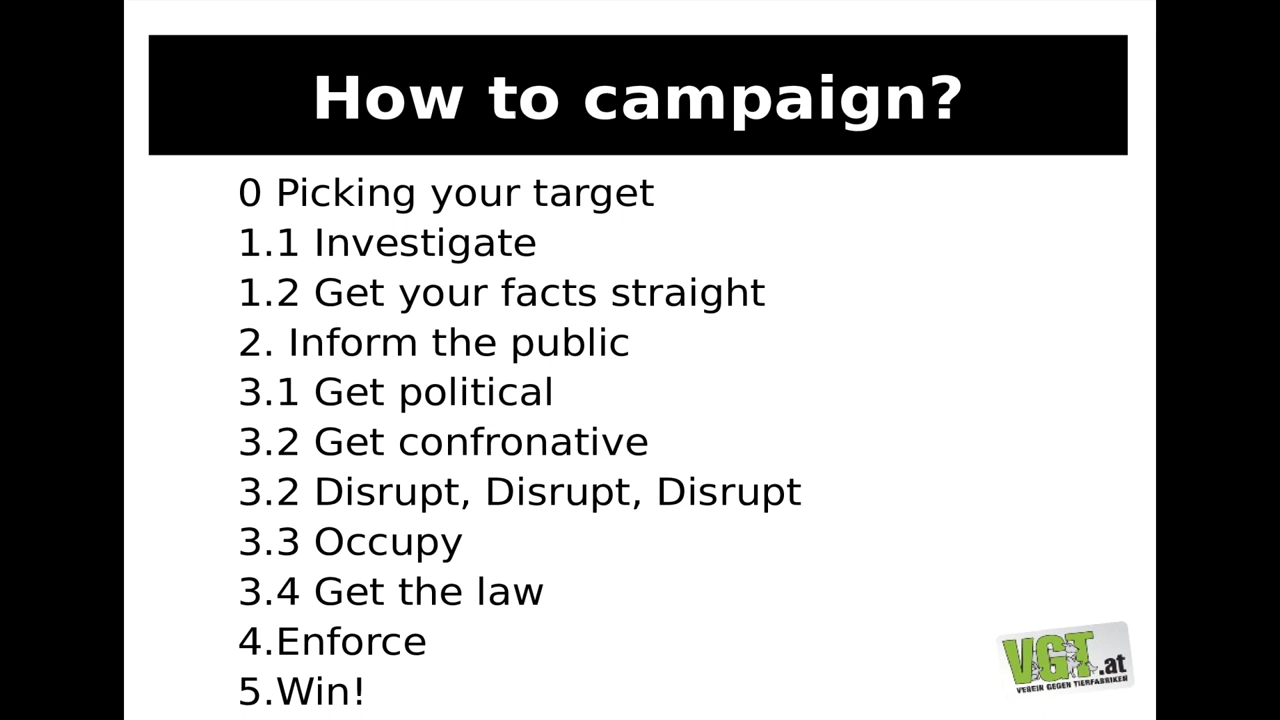 How to campaign?
0 Picking your target
1.1 Investigate
1.2 Get your facts straight
2. Inform the public
3.1 Get political
3.2 Get confronative
3.2 Disrupt, Disrupt, Disrupt
3.3 Occupy
3.4 Get the law
4.Enforce
5.Win!
VGT.at
VEREIN GEGEN TIERFABRIKEN